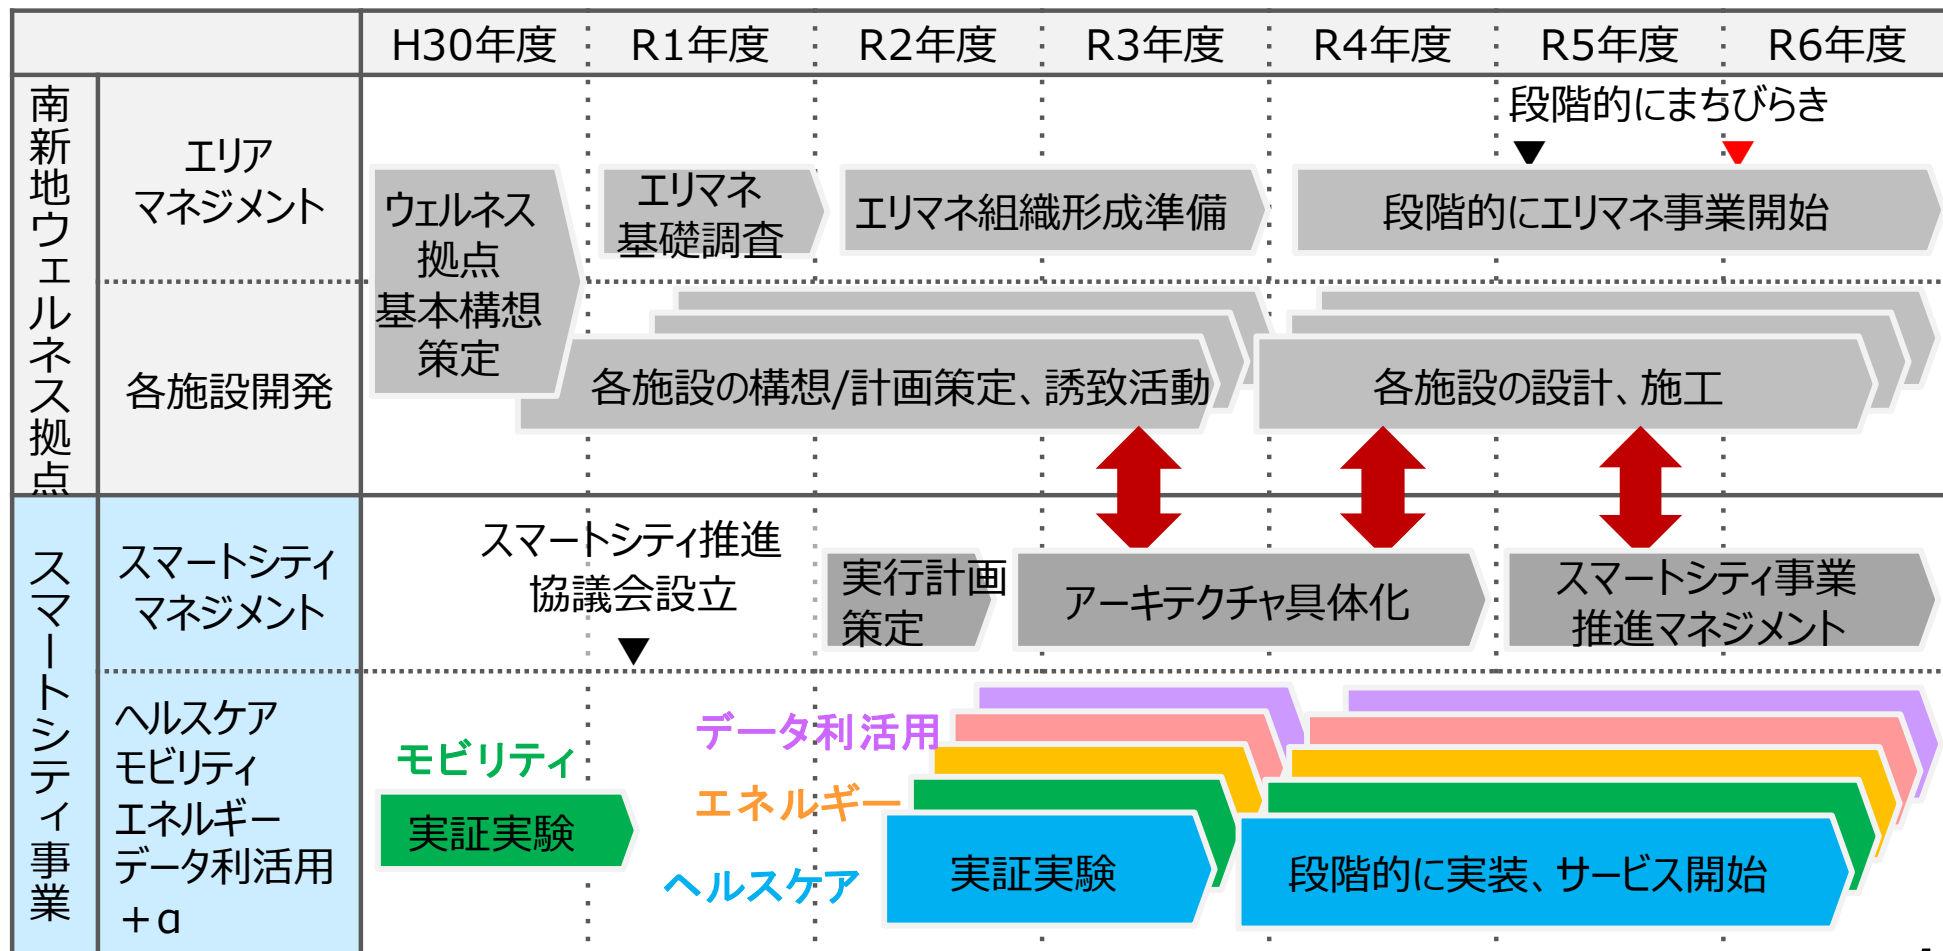 H30年度 R1年度 R2年度 R3年度 R4年度 R5年度 R6年度
南新地ウェルネス拠点
エリア
マネジメント
段階的にまちびらき
ウェルネス
拠点
基本構想
策定
エリマネ
基礎調査
エリマネ組織形成準備
段階的にエリマネ事業開始
各施設開発
各施設の構想/計画策定、誘致活動
各施設の設計、施工
スマートシティ事業
スマートシティ
マネジメント
スマートシティ推進
協議会設立
実行計画
策定
アーキテクチャ具体化
スマートシティ事業
推進マネジメント
ヘルスケア
モビリティ
エネルギー
データ利活用
+α
モビリティ
実証実験
データ利活用
エネルギー
ヘルスケア
実証実験
段階的に実装、サービス開始